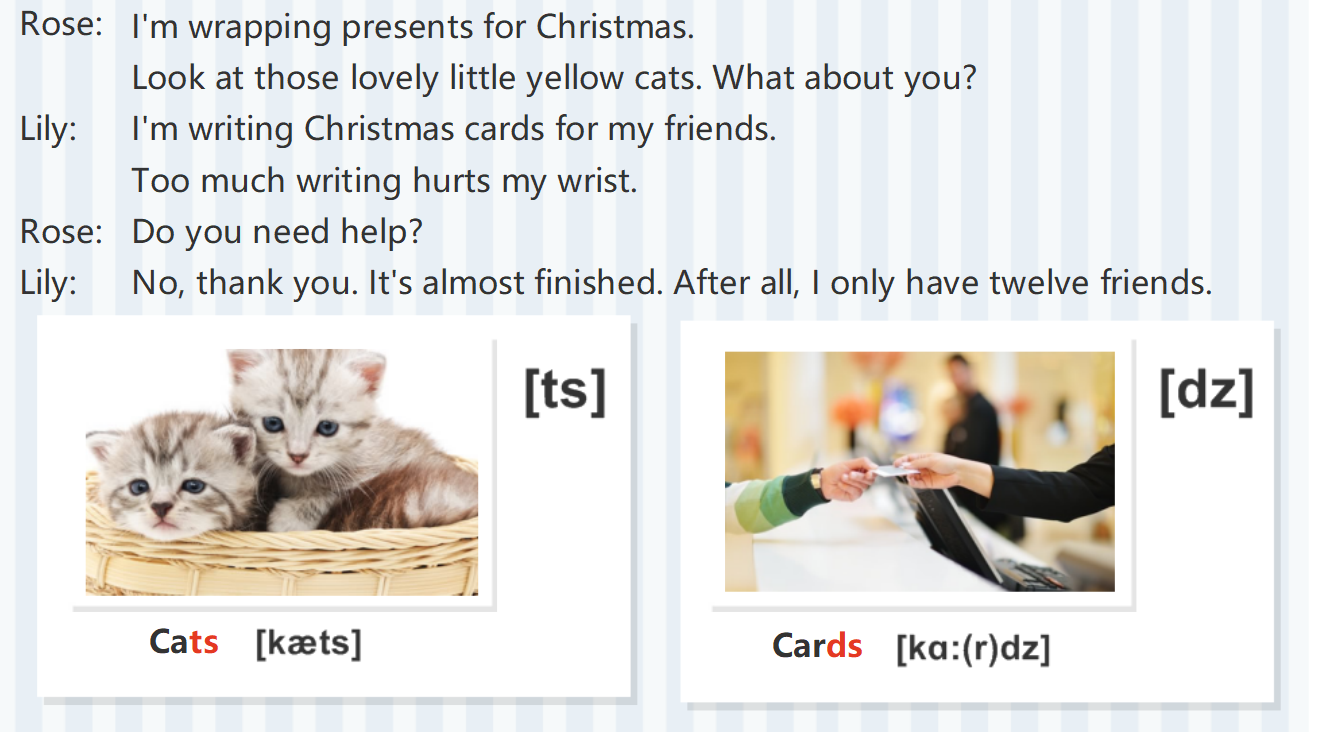 Rose: I'm wrapping presents for Christmas.
Look at those lovely little yellow cats. What about you?
Lily: I'm writing Christmas cards for my friends.
Too much writing hurts my wrist.
Rose: Do you need help?
Lily: No, thank you. It's almost finished. After all, I only have twelve friends.
[ts]
Cats [kæts]
[dz]
Cards [kɑ:(r)dz]